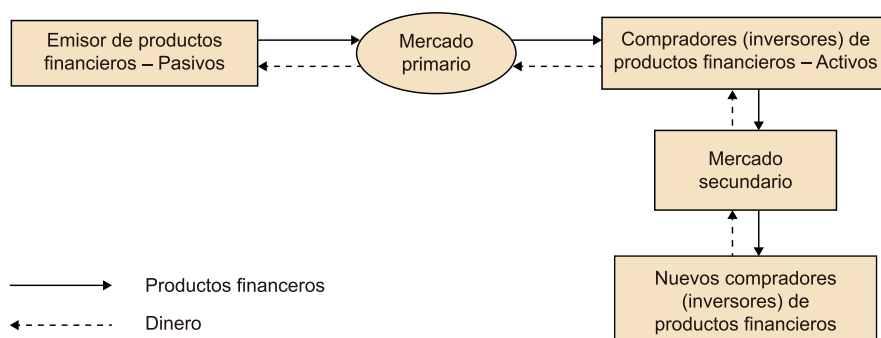 Emisor de productos
financieros – Pasivos
Mercado
primario
Compradores (inversores) de
productos financieros – Activos
Mercado
secundario
Nuevos compradores
(inversores) de
productos financieros
Productos financeros
Dinero